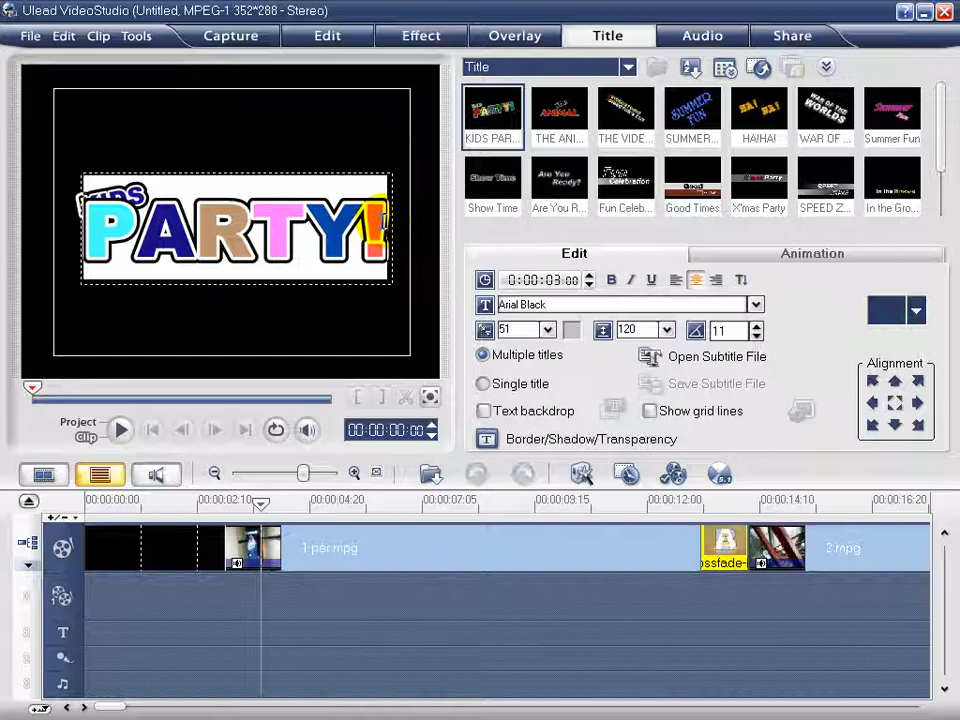 Ulead VideoStudio (Untitled, MPEG-1 352*288 - Stereo)
File Edit Clip Tools Capture Edit Effect Overlay Title Audio Share
Title
KIDS PAR... THE ANI... THE VIDE... SUMMER... HA!HA! WAR OF ... Summer Fun
Show Time Are You R... Fun Celeb... Good Times X'mas Party SPEED Z... In the Gro...
KIDS
PARTY!
Edit Animation
0:00:03:00 B I U
Arial Black
51 120 11
Multiple titles Open Subtitle File
Single title Save Subtitle File
Text backdrop Show grid lines
Border/Shadow/Transparency
Alignment
Project
Clip
00:00:00:00
00:00:00:00 00:00:02:10 00:00:04:20 00:00:07:05 00:00:09:15 00:00:12:00 00:00:14:10 00:00:16:20
1 per.mpg 2.mpg
ossfade-